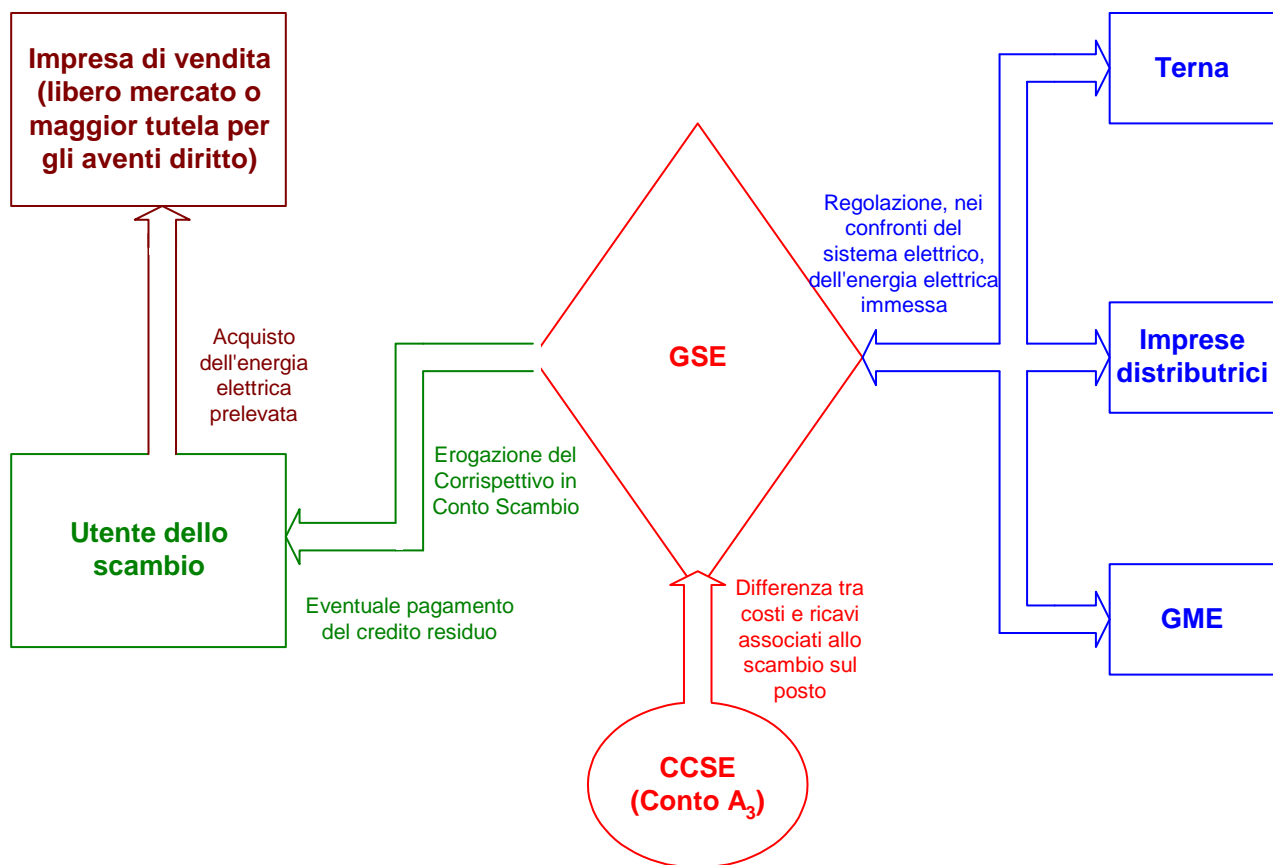 Impresa di vendita
(libero mercato o
maggior tutela per
gli aventi diritto)
Terna
Regolazione, nei
confronti del
sistema elettrico,
dell'energia elettrica
immessa
Acquisto
dell'energia
elettrica
prelevata
GSE
Imprese
distributrici
Erogazione del
Corrispettivo in
Conto Scambio
Utente dello
scambio
Eventuale pagamento
del credito residuo
Differenza tra
costi e ricavi
associati allo
scambio sul
posto
GME
CCSE
(Conto A₃)